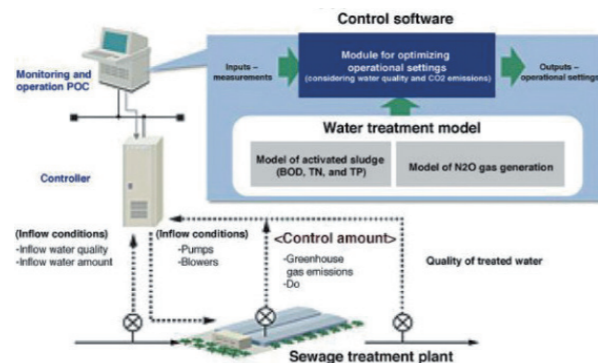 Control software
Monitoring and
operation POC
Inputs –
measurements
Module for optimizing
operational settings
(considering water quality and CO2 emissions)
Outputs –
operational settings
Water treatment model
Model of activated sludge
(BOD, TN, and TP)
Model of N2O gas generation
Controller
(Inflow conditions)
-Inflow water quality
-Inflow water amount
(Inflow conditions)
-Pumps
-Blowers
<Control amount>
-Greenhouse
gas emissions
-Do
Quality of treated water
Sewage treatment plant